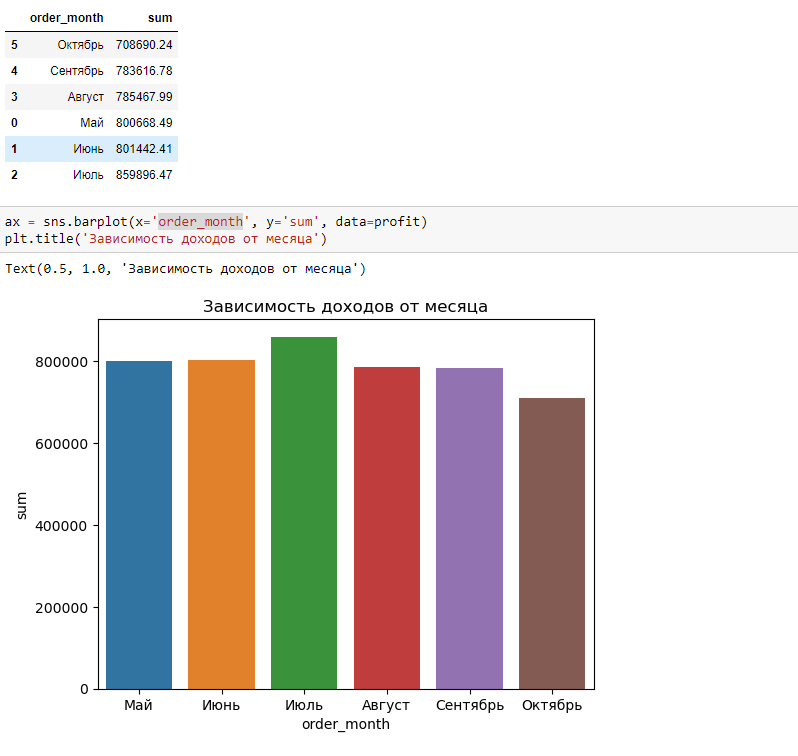 order_month sum
5 Октябрь 708690.24
4 Сентябрь 783616.78
3 Август 785467.99
0 Май 800668.49
1 Июнь 801442.41
2 Июль 859896.47
ax = sns.barplot(x='order_month', y='sum', data=profit)
plt.title('Зависимость доходов от месяца')
Text(0.5, 1.0, 'Зависимость доходов от месяца')
Зависимость доходов от месяца
800000
600000
400000
200000
0
sum
Май Июнь Июль Август Сентябрь Октябрь
order_month